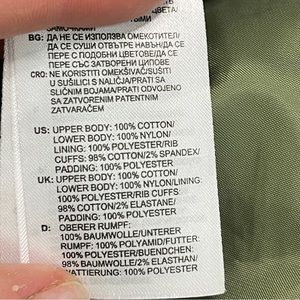 BG: ДА НЕ СЕ ИЗПОЛЗВА ОМЕКОТИТЕЛ/
ДА СЕ СУШИ ОТВЪТРЕ НАВЪН/ДА СЕ
ПЕРЕ С ПОДОБНИ ЦВЕТОВЕ/ДА СЕ
ПЕРЕ СЪС ЗАТВОРЕНИ ЦИПОВЕ
CRO: NE KORISTITI OMEKŠIVAČ/SUŠITI
U SUŠILICI S NALIČJA/PRATI SA
SLIČNIM BOJAMA/PRATI ODVOJENO
SA ZATVORENIM PATENTNIM
ZATVARAČEM
US: UPPER BODY: 100% COTTON/
LOWER BODY: 100% NYLON/
LINING: 100% POLYESTER/RIB
CUFFS: 98% COTTON/2% SPANDEX/
PADDING: 100% POLYESTER
UK: UPPER BODY: 100% COTTON/
LOWER BODY: 100% NYLON/LINING:
100% POLYESTER/RIB CUFFS:
98% COTTON/2% ELASTANE/
PADDING: 100% POLYESTER
D: OBERER RUMPF:
100% BAUMWOLLE/UNTERER
RUMPF: 100% POLYAMID/FUTTER:
100% POLYESTER/BUENDCHEN:
98% BAUMWOLLE/2% ELASTHAN/
WATTIERUNG: 100% POLYESTER